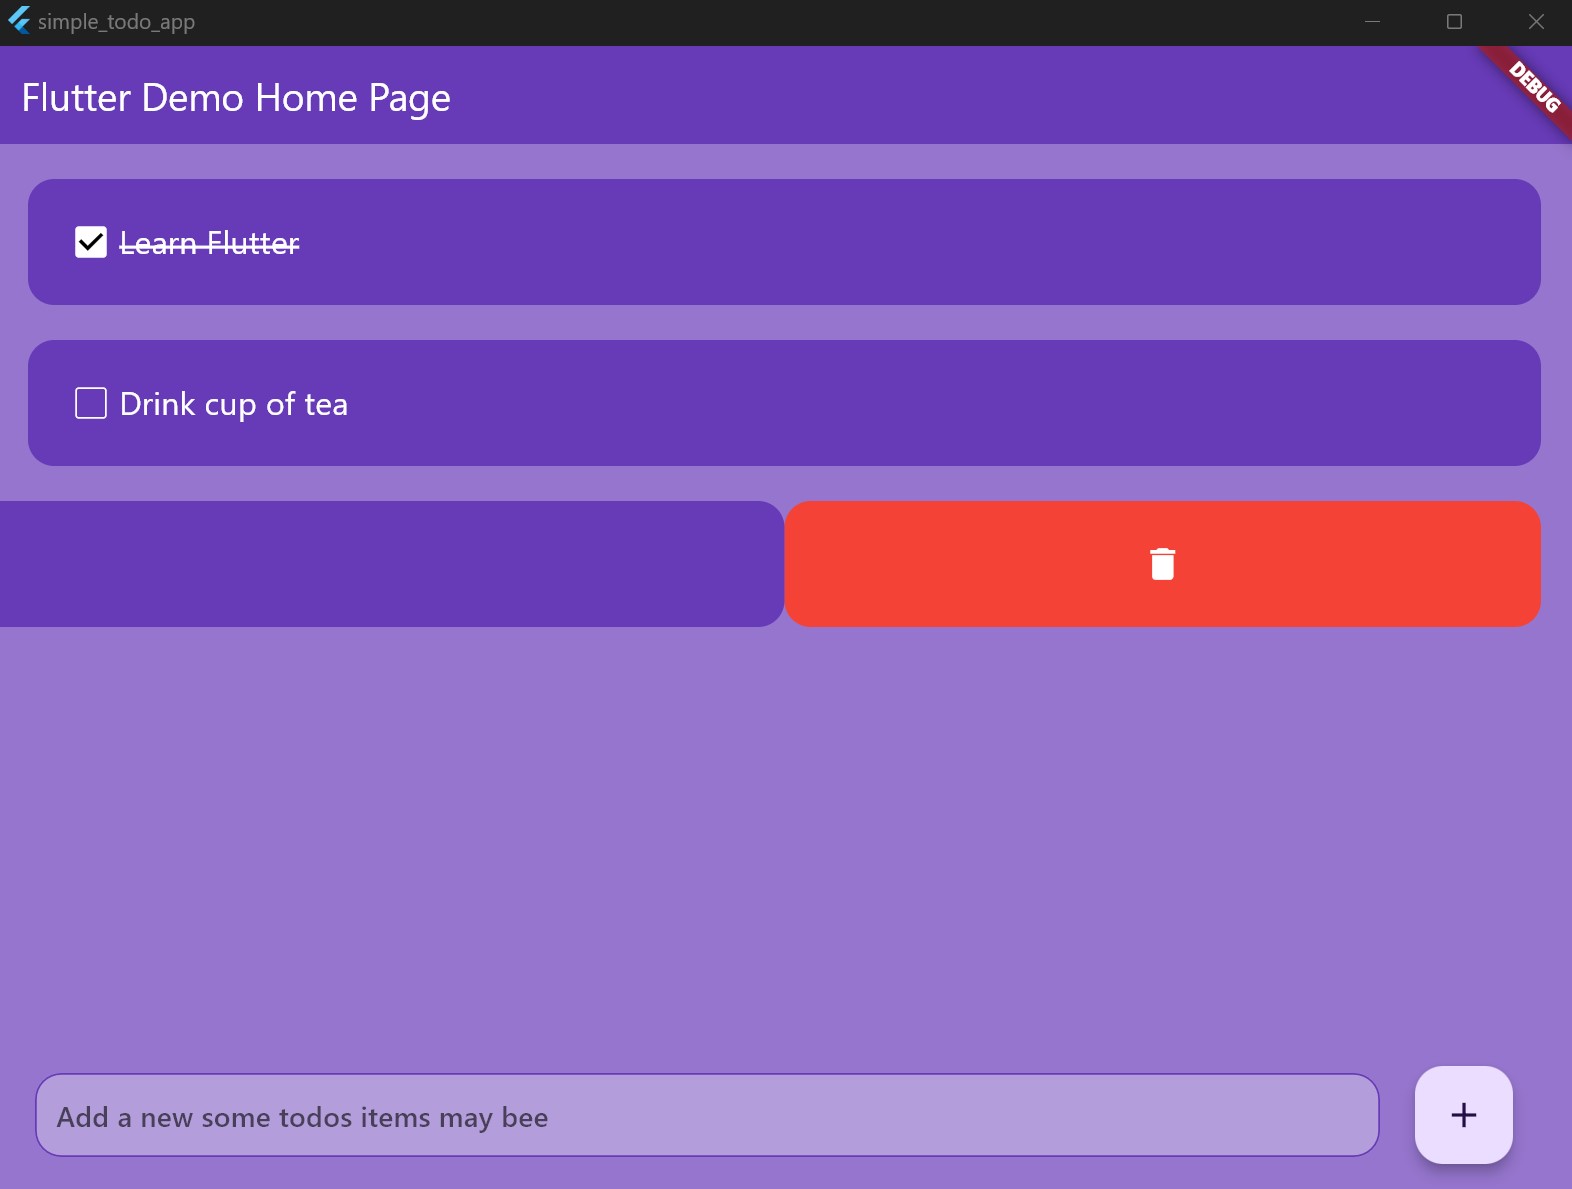 simple_todo_app
Flutter Demo Home Page
DEBUG
Learn Flutter
Drink cup of tea
Add a new some todos items may bee